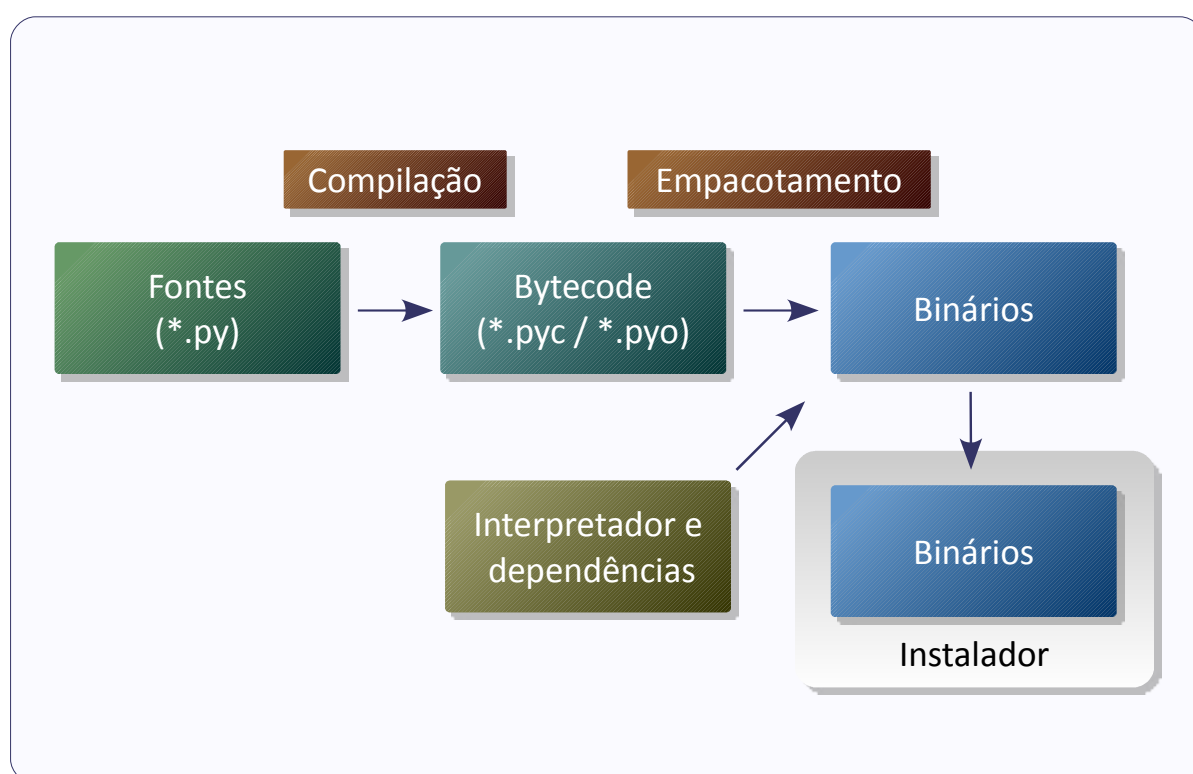 Compilação
Empacotamento
Fontes
(*.py)
Bytecode
(*.pyc / *.pyo)
Binários
Interpretador e
dependências
Binários
Instalador